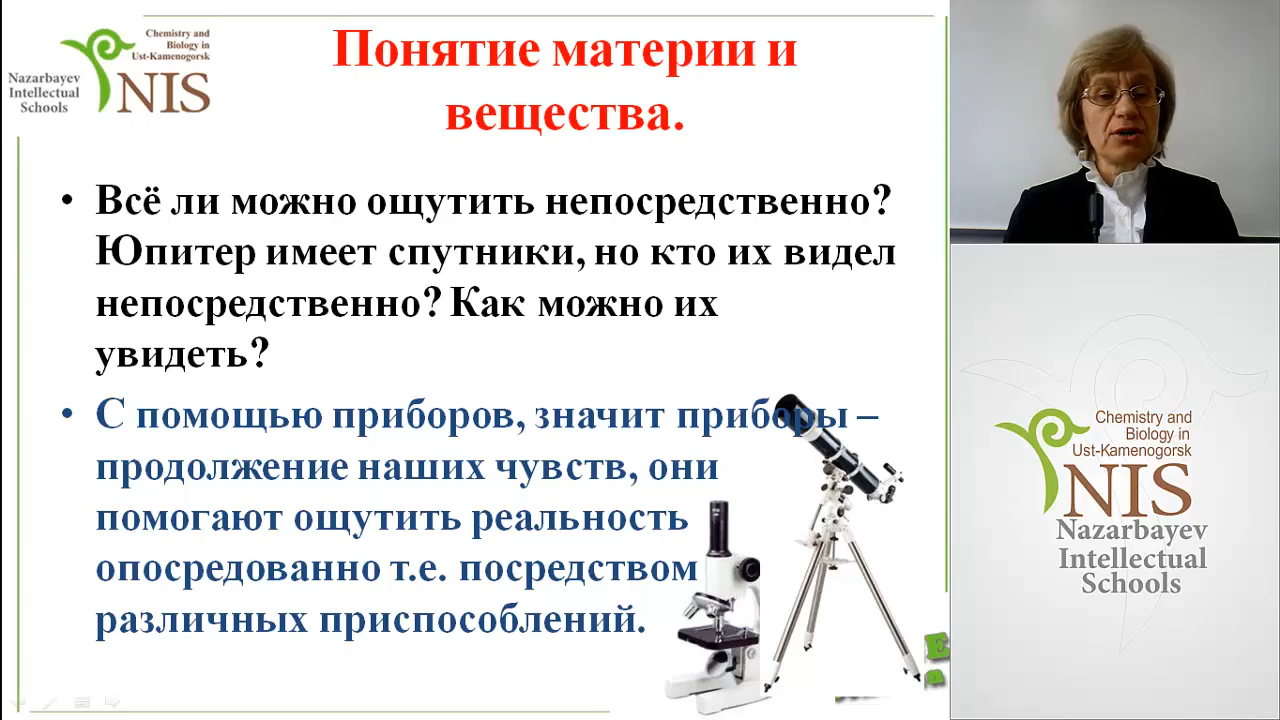 Chemistry and
Biology in
Ust-Kamenogorsk
Nazarbayev
Intellectual
Schools
NIS
Понятие материи и
вещества.
• Всё ли можно ощутить непосредственно?
Юпитер имеет спутники, но кто их видел
непосредственно? Как можно их
увидеть?
• С помощью приборов, значит приборы –
продолжение наших чувств, они
помогают ощутить реальность
опосредованно т.е. посредством
различных приспособлений.
Chemistry and
Biology in
Ust-Kamenogorsk
NIS
Nazarbayev
Intellectual
Schools